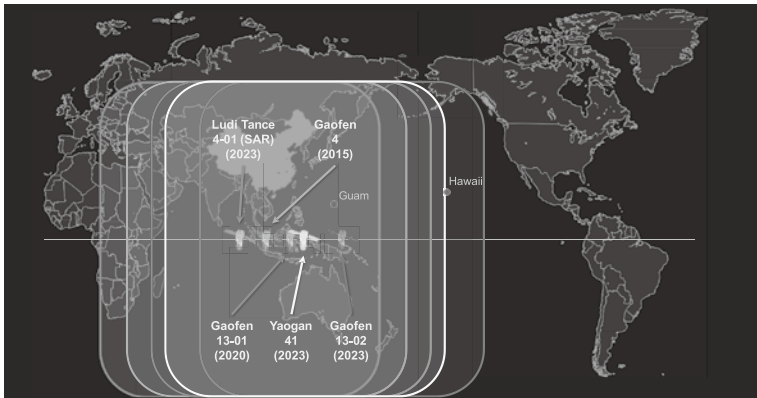 Ludi Tance
4-01 (SAR)
(2023)
Gaofen
4
(2015)
Guam
Hawaii
Gaofen
13-01
(2020)
Yaogan
41
(2023)
Gaofen
13-02
(2023)